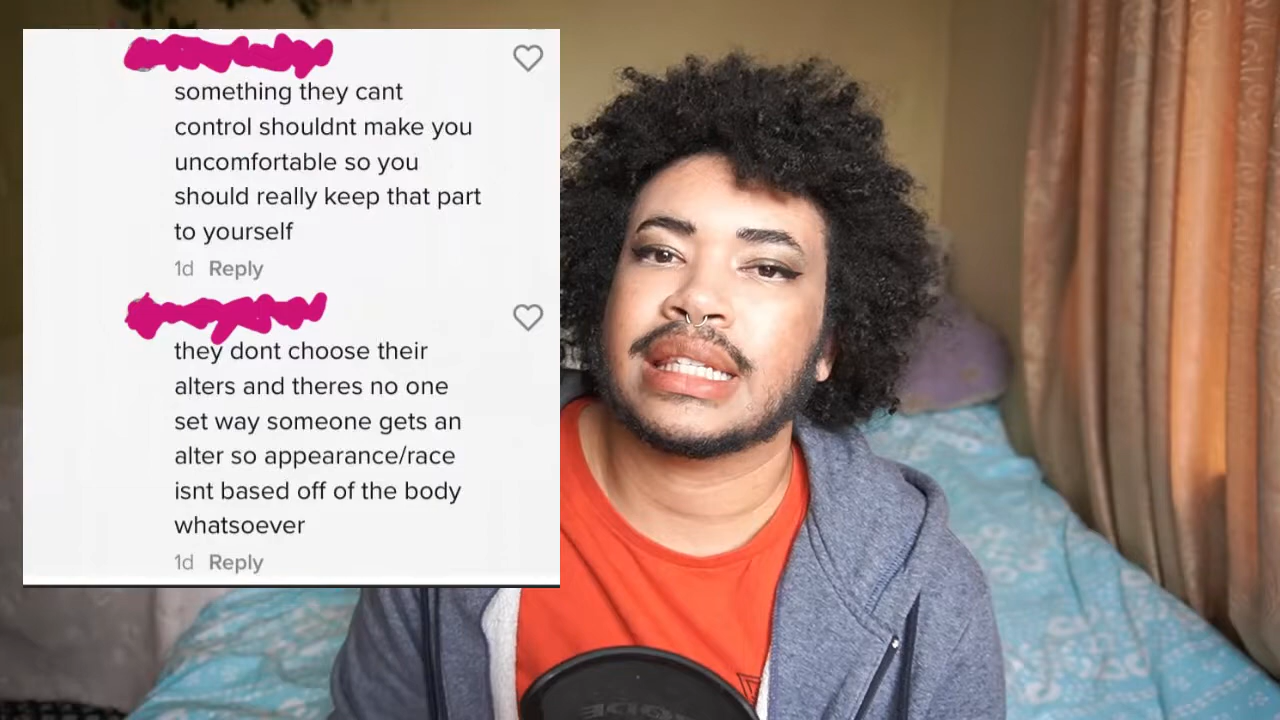 something they cant
control shouldnt make you
uncomfortable so you
should really keep that part
to yourself
1d Reply
they dont choose their
alters and theres no one
set way someone gets an
alter so appearance/race
isnt based off of the body
whatsoever
1d Reply
RODE